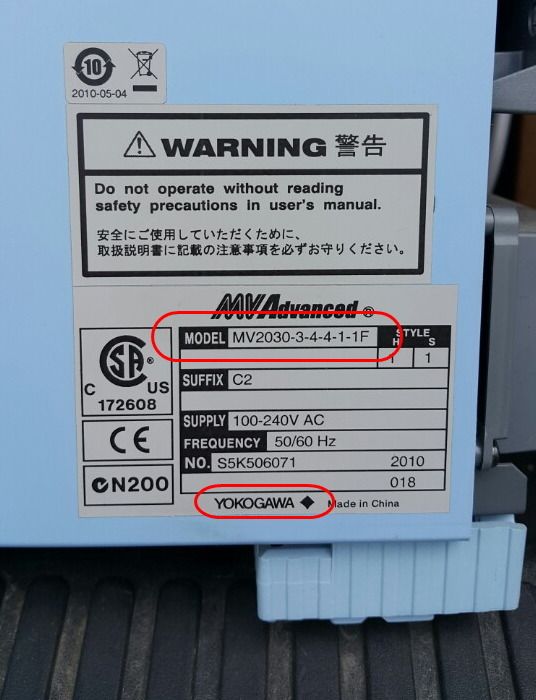 10
2010-05-04
WARNING 警告
Do not operate without reading
safety precautions in user's manual.
安全にご使用していただくために、
取扱説明書に記載の注意事項を必ずお守りください。
MVAdvanced ®
MODEL MV2030-3-4-4-1-1F
STYLE
H S
1 1
SUFFIX C2
SUPPLY 100-240V AC
FREQUENCY 50/60 Hz
NO. S5K506071 2010
018
CSA ®
C US
172608
CE
N200
YOKOGAWA ◆ Made in China